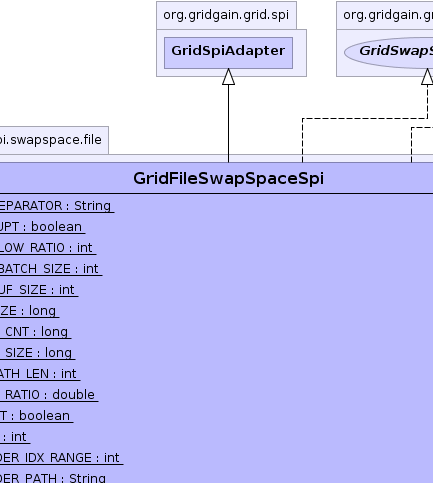 org.gridgain.grid.spi
org.gridgain.gr
GridSpiAdapter
GridSwapS
pi.swapspace.file
GridFileSwapSpaceSpi
EPARATOR : String
UPT : boolean
LOW_RATIO : int
BATCH_SIZE : int
UF_SIZE : int
ZE : long
_CNT : long
_SIZE : long
ATH_LEN : int
_RATIO : double
T : boolean
: int
DER_IDX_RANGE : int
DER_PATH : String